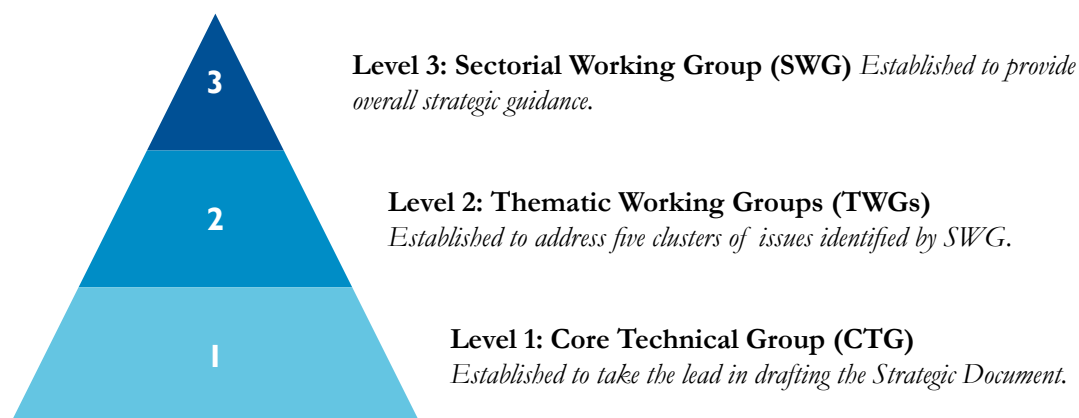 3
Level 3: Sectorial Working Group (SWG) Established to provide
overall strategic guidance.
2
Level 2: Thematic Working Groups (TWGs)
Established to address five clusters of issues identified by SWG.
1
Level 1: Core Technical Group (CTG)
Established to take the lead in drafting the Strategic Document.